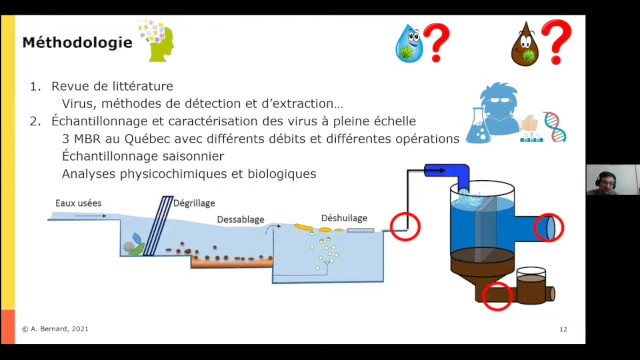 Méthodologie
??
1. Revue de littérature
Virus, méthodes de détection et d'extraction…
2. Échantillonnage et caractérisation des virus à pleine échelle
3 MBR au Québec avec différents débits et différentes opérations
Échantillonnage saisonnier
Analyses physicochimiques et biologiques
Eaux usées
Dégrillage
Dessablage
Déshuilage
© A. Bernard, 2021
12